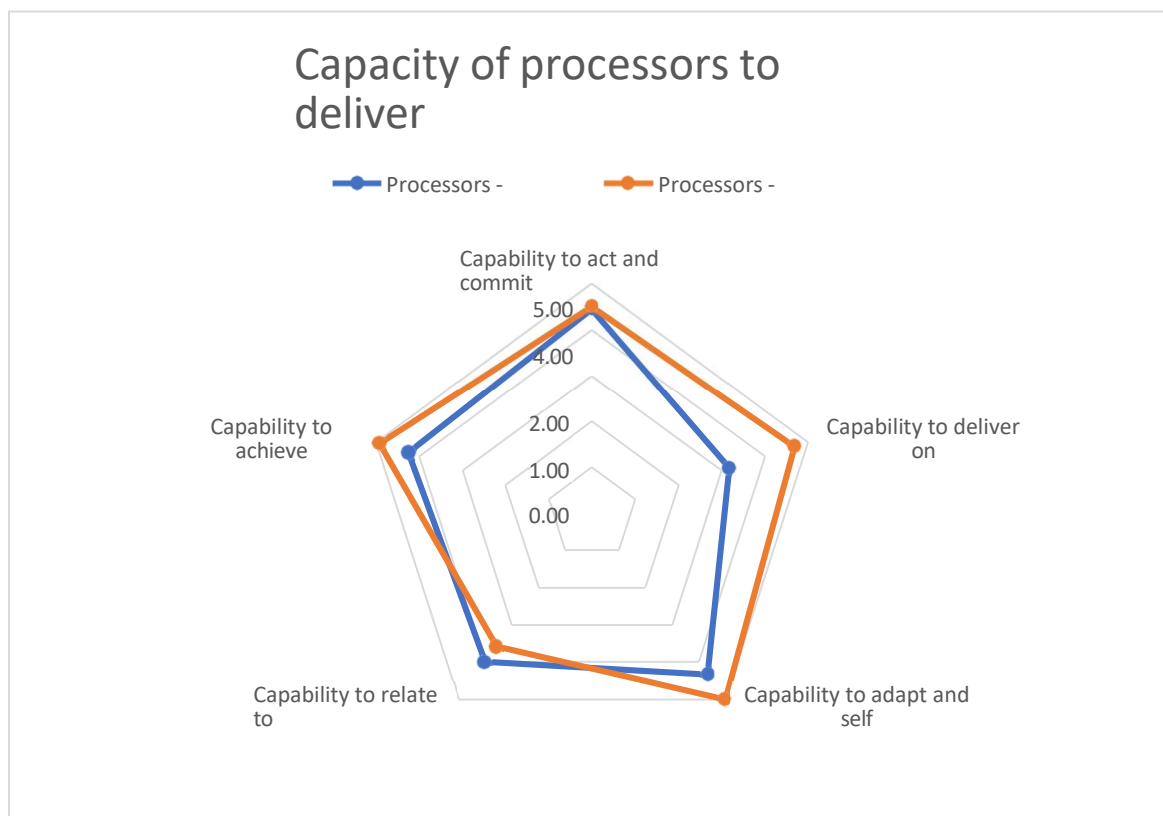 Capacity of processors to
deliver
Processors -
Processors -
Capability to act and
commit
5.00
4.00
2.00
1.00
0.00
Capability to achieve
Capability to deliver
on
Capability to relate
to
Capability to adapt and
self